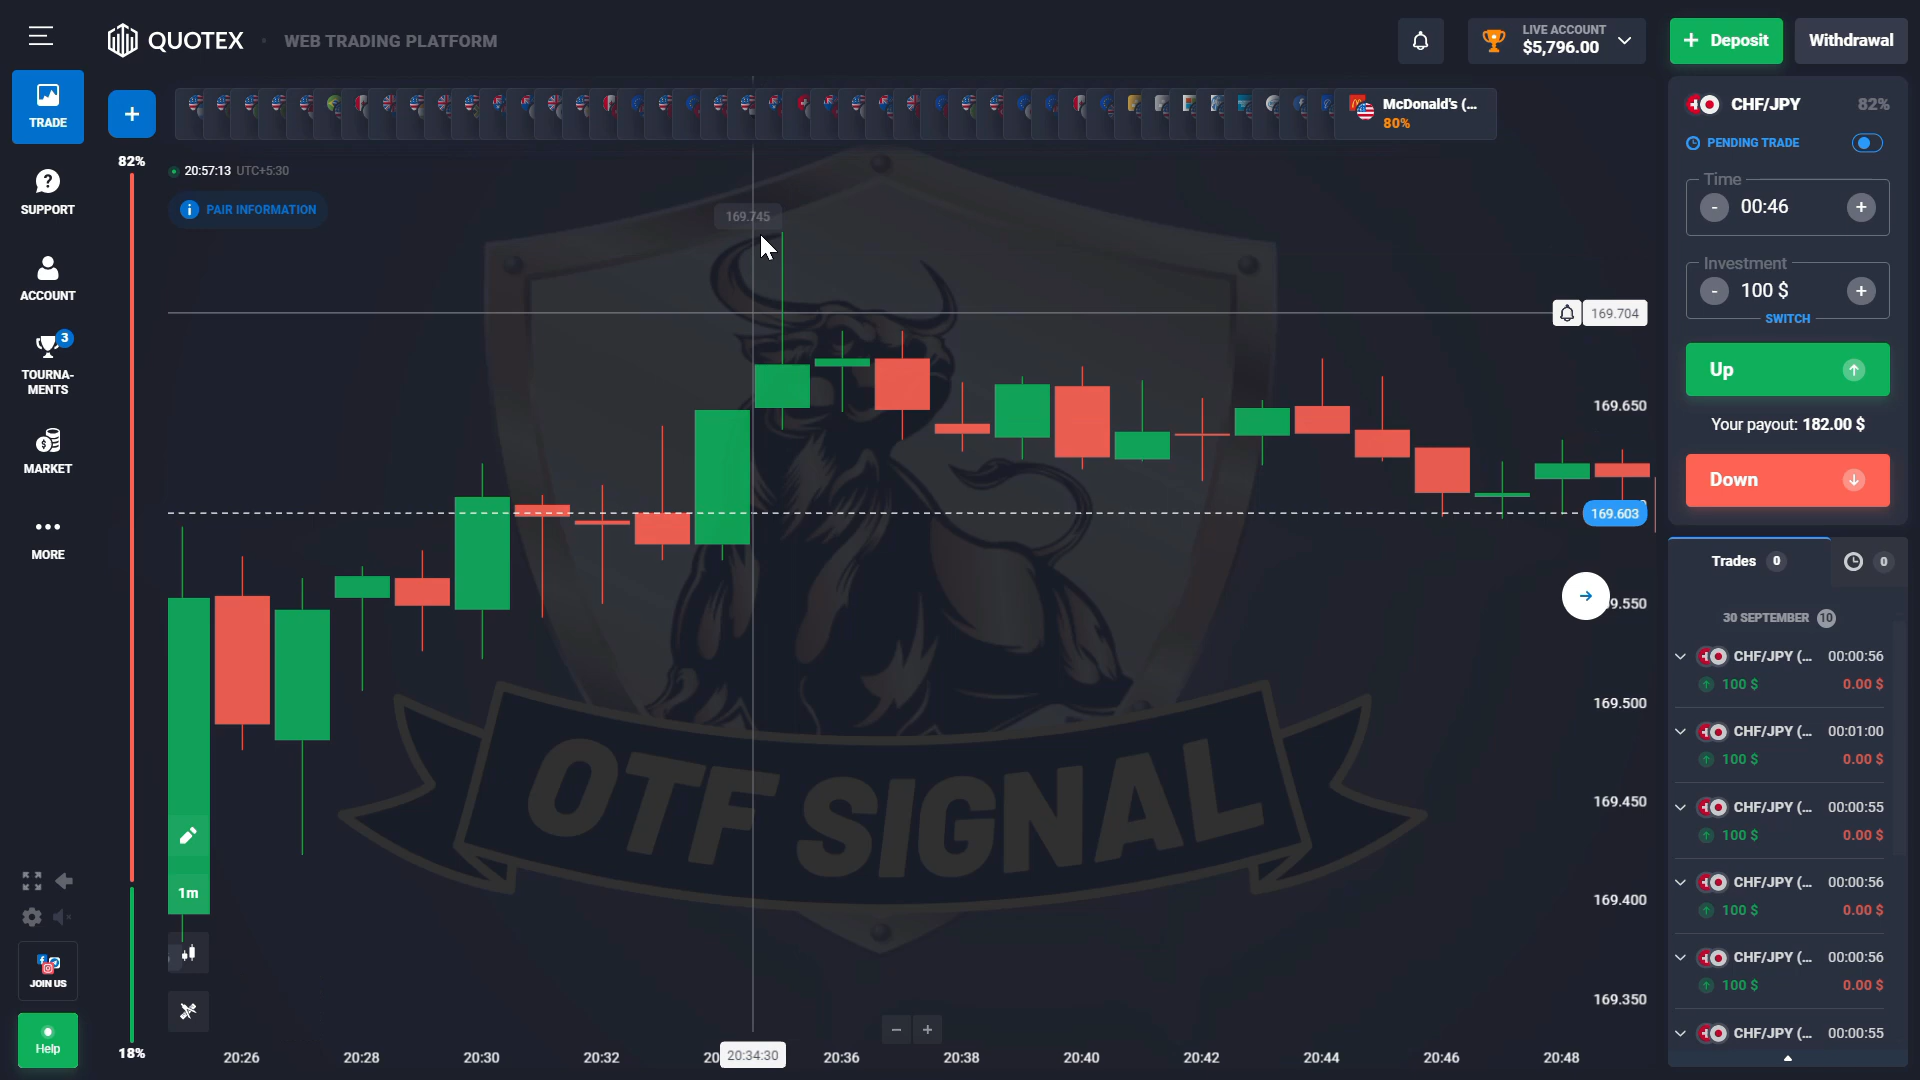 QUOTEX
WEB TRADING PLATFORM
LIVE ACCOUNT
$5,796.00
+ Deposit
Withdrawal
TRADE
SUPPORT
ACCOUNT
3
TOURNA-
MENTS
MARKET
MORE
JOIN US
Help
+
McDonald's (...
80%
82%
18%
20:57:13 UTC+5:30
i PAIR INFORMATION
169.745
169.704
169.650
169.603
9.550
169.500
169.450
169.400
169.350
OTF SIGNAL
1m
20:26
20:28
20:30
20:32
20
20:34:30
20:36
20:38
20:40
20:42
20:44
20:46
20:48
CHF/JPY 82%
PENDING TRADE
Time
- 00:46 +
Investment
- 100 $ +
SWITCH
Up
Your payout: 182.00 $
Down
Trades 0
0
30 SEPTEMBER 10
CHF/JPY (... 00:00:56
100 $ 0.00 $
CHF/JPY (... 00:01:00
100 $ 0.00 $
CHF/JPY (... 00:00:55
100 $ 0.00 $
CHF/JPY (... 00:00:56
100 $ 0.00 $
CHF/JPY (... 00:00:56
100 $ 0.00 $
CHF/JPY (... 00:00:55